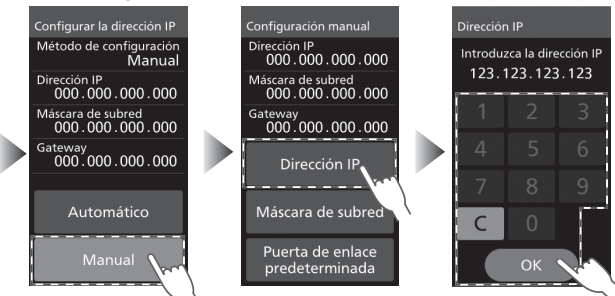 Configurar la dirección IP
Método de configuración
Manual
Dirección IP
000.000.000.000
Máscara de subred
000.000.000.000
Gateway
000.000.000.000
Automático
Manual
Configuración manual
Dirección IP
000.000.000.000
Máscara de subred
000.000.000.000
Gateway
000.000.000.000
Dirección IP
Máscara de subred
Puerta de enlace
predeterminada
Dirección IP
Introduzca la dirección IP
123.123.123.123
1 2 3
4 5 6
7 8 9
C 0
OK